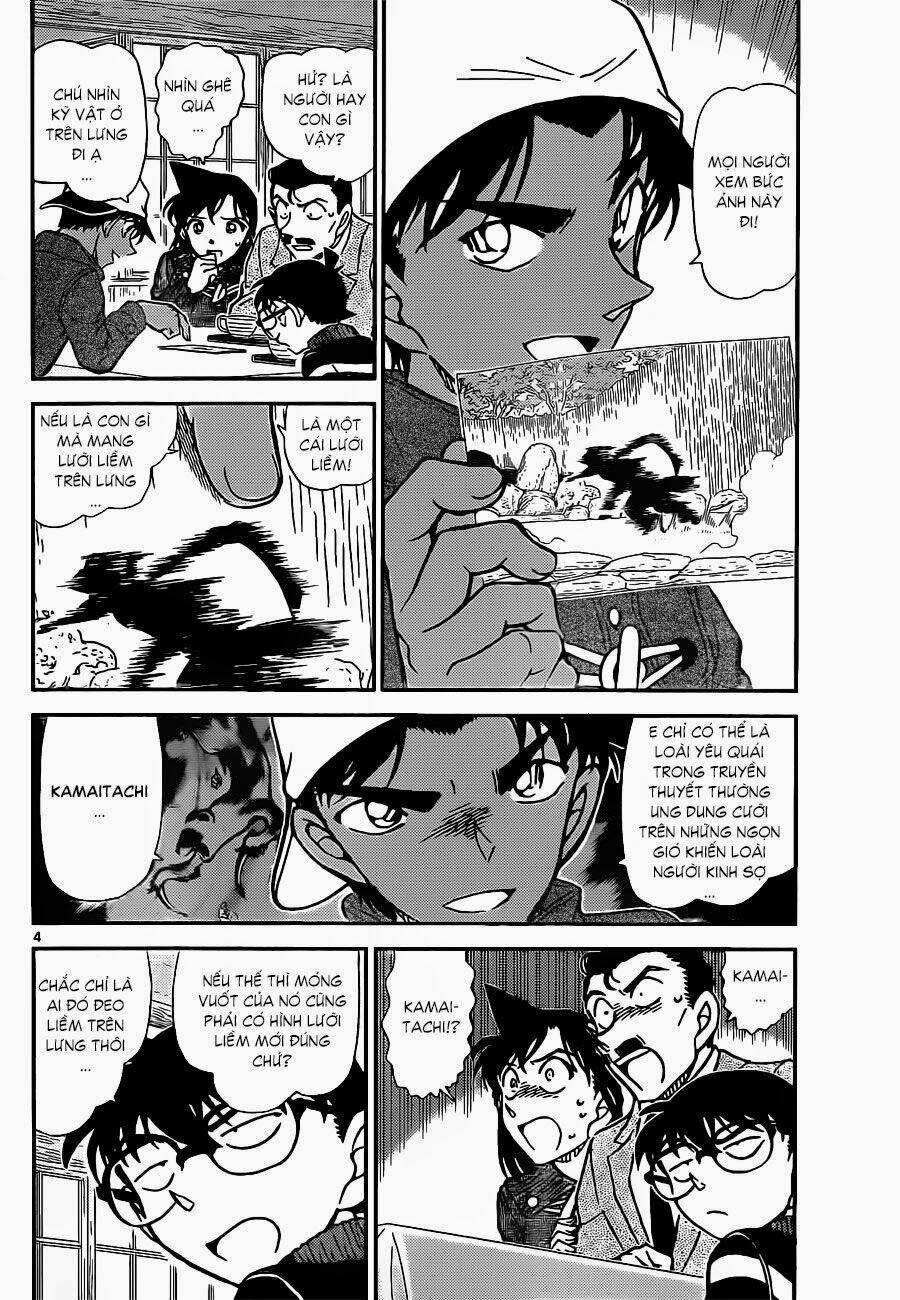 MỌI NGƯỜI
XEM BỨC
ẢNH NÀY
ĐI!
HỨ? LÀ
NGƯỜI HAY
CON GÌ
VẬY?
NHÌN GHÊ
QUÁ
...
CHÚ NHÌN
KỲ VẬT Ở
TRÊN LƯNG
ĐI Ạ
...
LÀ MỘT
CÁI LƯỠI
LIỀM!
NẾU LÀ CON GÌ
MÀ MANG
LƯỠI LIỀM
TRÊN LƯNG
...
E CHỈ CÓ THỂ LÀ
LOÀI YÊU QUÁI
TRONG TRUYỀN
THUYẾT THƯỜNG
UNG DUNG CƯỠI
TRÊN NHỮNG NGỌN
GIÓ KHIẾN LOÀI
NGƯỜI KINH SỢ
...
KAMAITACHI
...
4
KAMAI-
...
KAMAI-
TACHI!?
NẾU THẾ THÌ MÓNG
VUỐT CỦA NÓ CŨNG
PHẢI CÓ HÌNH LƯỠI
LIỀM MỚI ĐÚNG
CHỨ?
CHẮC CHỈ LÀ
AI ĐÓ ĐEO
LIỀM TRÊN
LƯNG THÔI
...